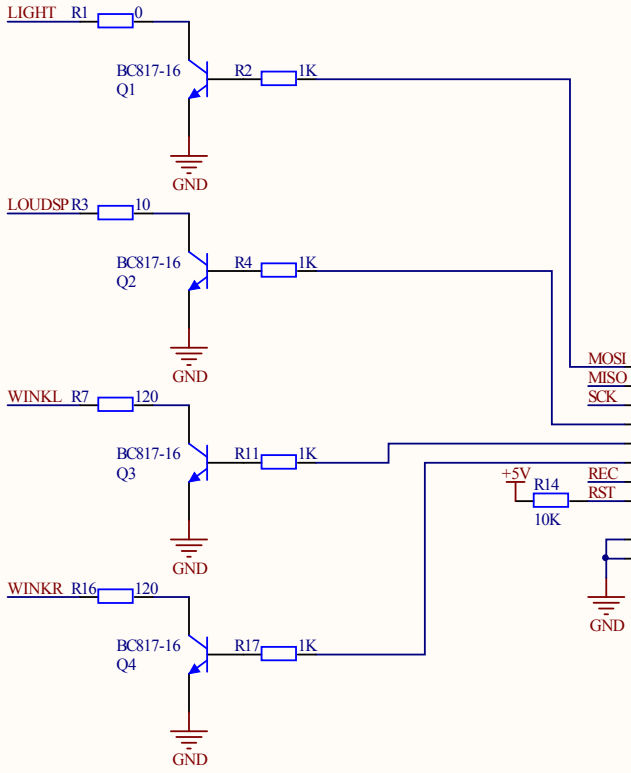 LIGHT R1 0
BC817-16 R2 1K
Q1
GND
LOUDSP R3 10
BC817-16 R4 1K
Q2
GND
MOSI
MISO
SCK
WINKL R7 120
BC817-16 R11 1K
Q3
+5V R14 REC
RST
10K
GND
WINKR R16 120
GND
BC817-16 R17 1K
Q4
GND